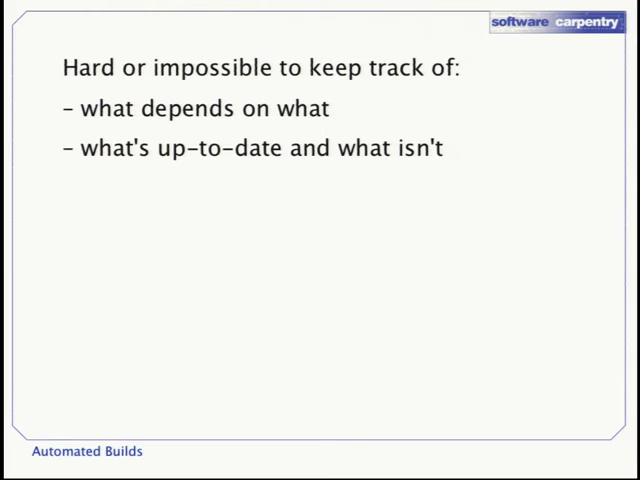 software carpentry
Hard or impossible to keep track of:
– what depends on what
– what's up-to-date and what isn't
Automated Builds